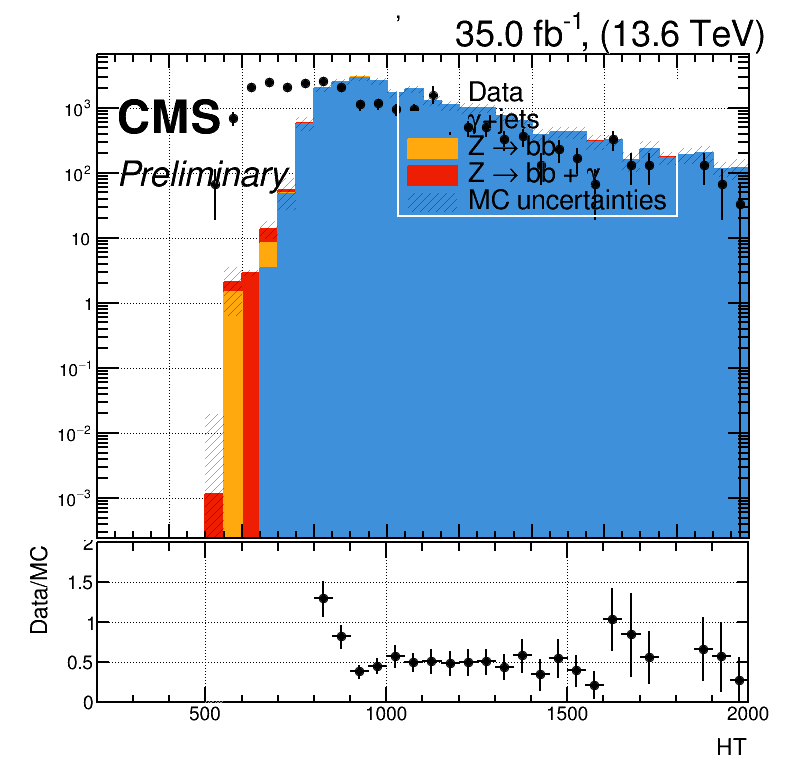 ,
35.0 fb⁻¹, (13.6 TeV)
CMS
Preliminary
Data
γ+jets
Z → bb
Z → bb + γ
MC uncertainties
10³
10²
10
1
10⁻¹
10⁻²
10⁻³
Data/MC
2
1.5
1
0.5
0
500 1000 1500 2000
HT